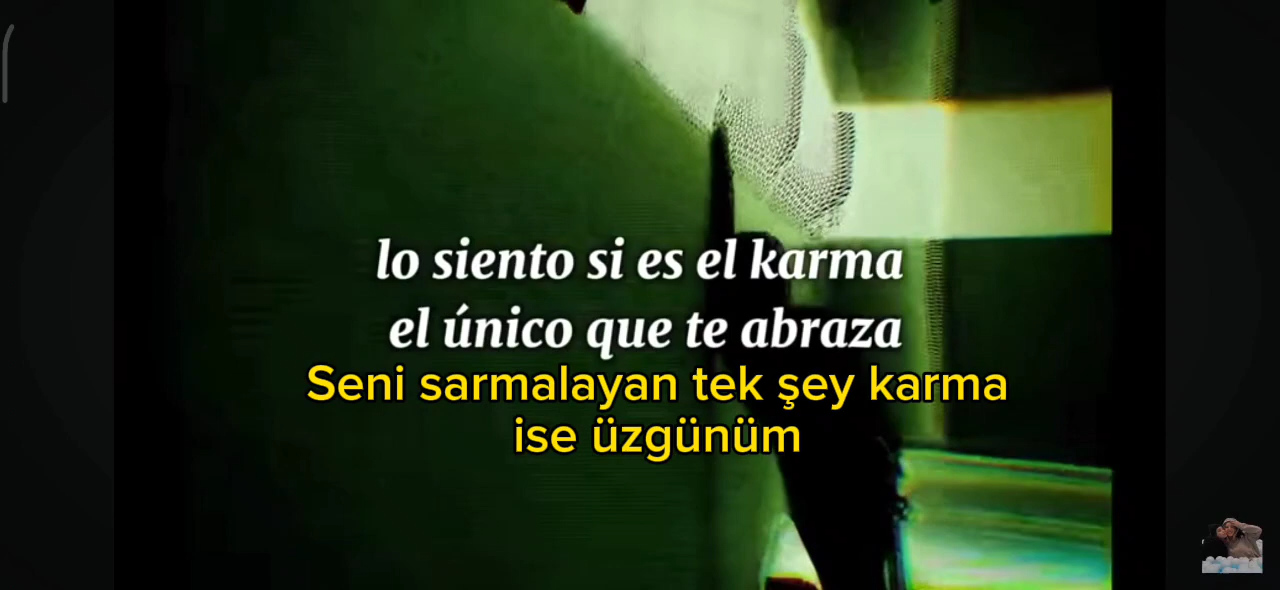 lo siento si es el karma
el único que te abraza
Seni sarmalayan tek şey karma
ise üzgünüm